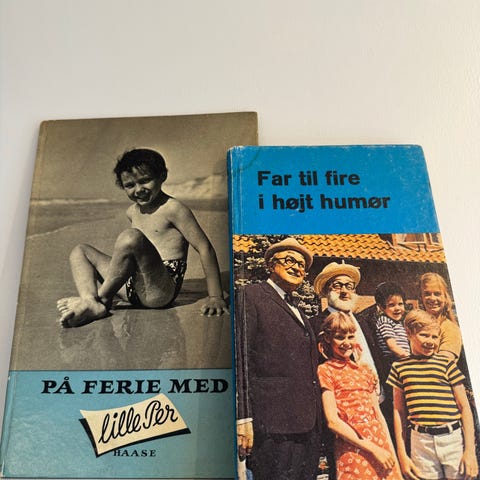 PÅ FERIE MED
lille Per
HAASE
Far til fire
i højt humør